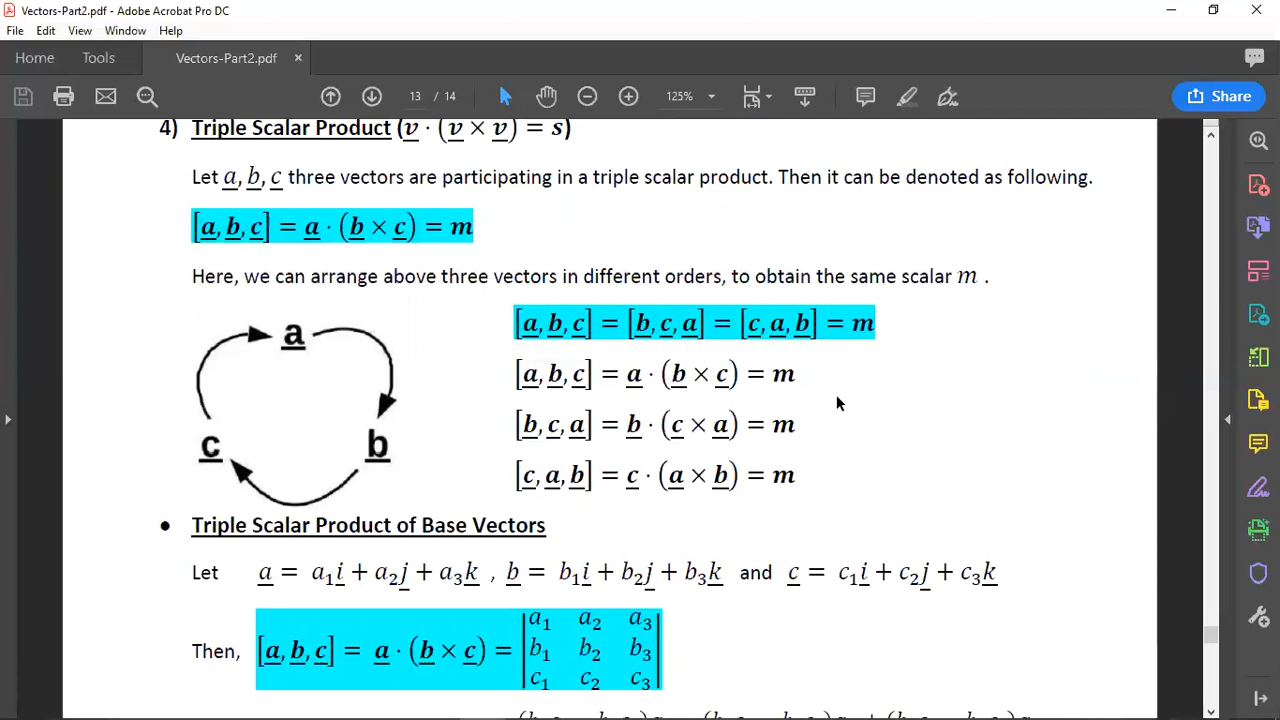 Vectors-Part2.pdf - Adobe Acrobat Pro DC
File Edit View Window Help
Home Tools Vectors-Part2.pdf ×
13 / 14 125% Share
4) Triple Scalar Product (v · (v × v) = s)
Let a, b, c three vectors are participating in a triple scalar product. Then it can be denoted as following.
[a, b, c] = a · (b × c) = m
Here, we can arrange above three vectors in different orders, to obtain the same scalar m .
a
b
c
[a, b, c] = [b, c, a] = [c, a, b] = m
[a, b, c] = a · (b × c) = m
[b, c, a] = b · (c × a) = m
[c, a, b] = c · (a × b) = m
• Triple Scalar Product of Base Vectors
Let a = a₁i + a₂j + a₃k , b = b₁i + b₂j + b₃k and c = c₁i + c₂j + c₃k
Then, [a, b, c] = a · (b × c) = | a₁ a₂ a₃
b₁ b₂ b₃
c₁ c₂ c₃ |